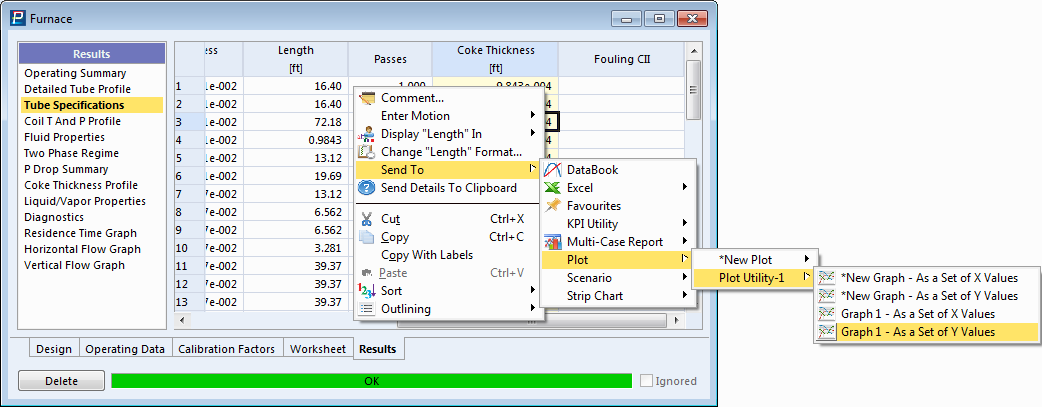 Furnace
Results
Operating Summary
Detailed Tube Profile
Tube Specifications
Coil T And P Profile
Fluid Properties
Two Phase Regime
P Drop Summary
Coke Thickness Profile
Liquid/Vapor Properties
Diagnostics
Residence Time Graph
Horizontal Flow Graph
Vertical Flow Graph
Length Passes Coke Thickness Fouling CII
[ft] [ft]
1 1e-002 16.40 1.000 9.843e-004
2 1e-002 16.40
3 1e-002 72.18
4 1e-002 0.9843
5 7e-002 13.12
6 7e-002 19.69
7 7e-002 13.12
8 7e-002 6.562
9 7e-002 6.562
10 7e-002 3.281
11 7e-002 39.37
12 7e-002 39.37
13 7e-002 39.37
Comment...
Enter Motion
Display "Length" In
Change "Length" Format...
Send To
Send Details To Clipboard
Cut Ctrl+X
Copy Ctrl+C
Copy With Labels
Paste Ctrl+V
Sort
Outlining
DataBook
Excel
Favourites
KPI Utility
Multi-Case Report
Plot
Scenario
Strip Chart
*New Plot
Plot Utility-1
*New Graph - As a Set of X Values
*New Graph - As a Set of Y Values
Graph 1 - As a Set of X Values
Graph 1 - As a Set of Y Values
Design Operating Data Calibration Factors Worksheet Results
Delete OK Ignored